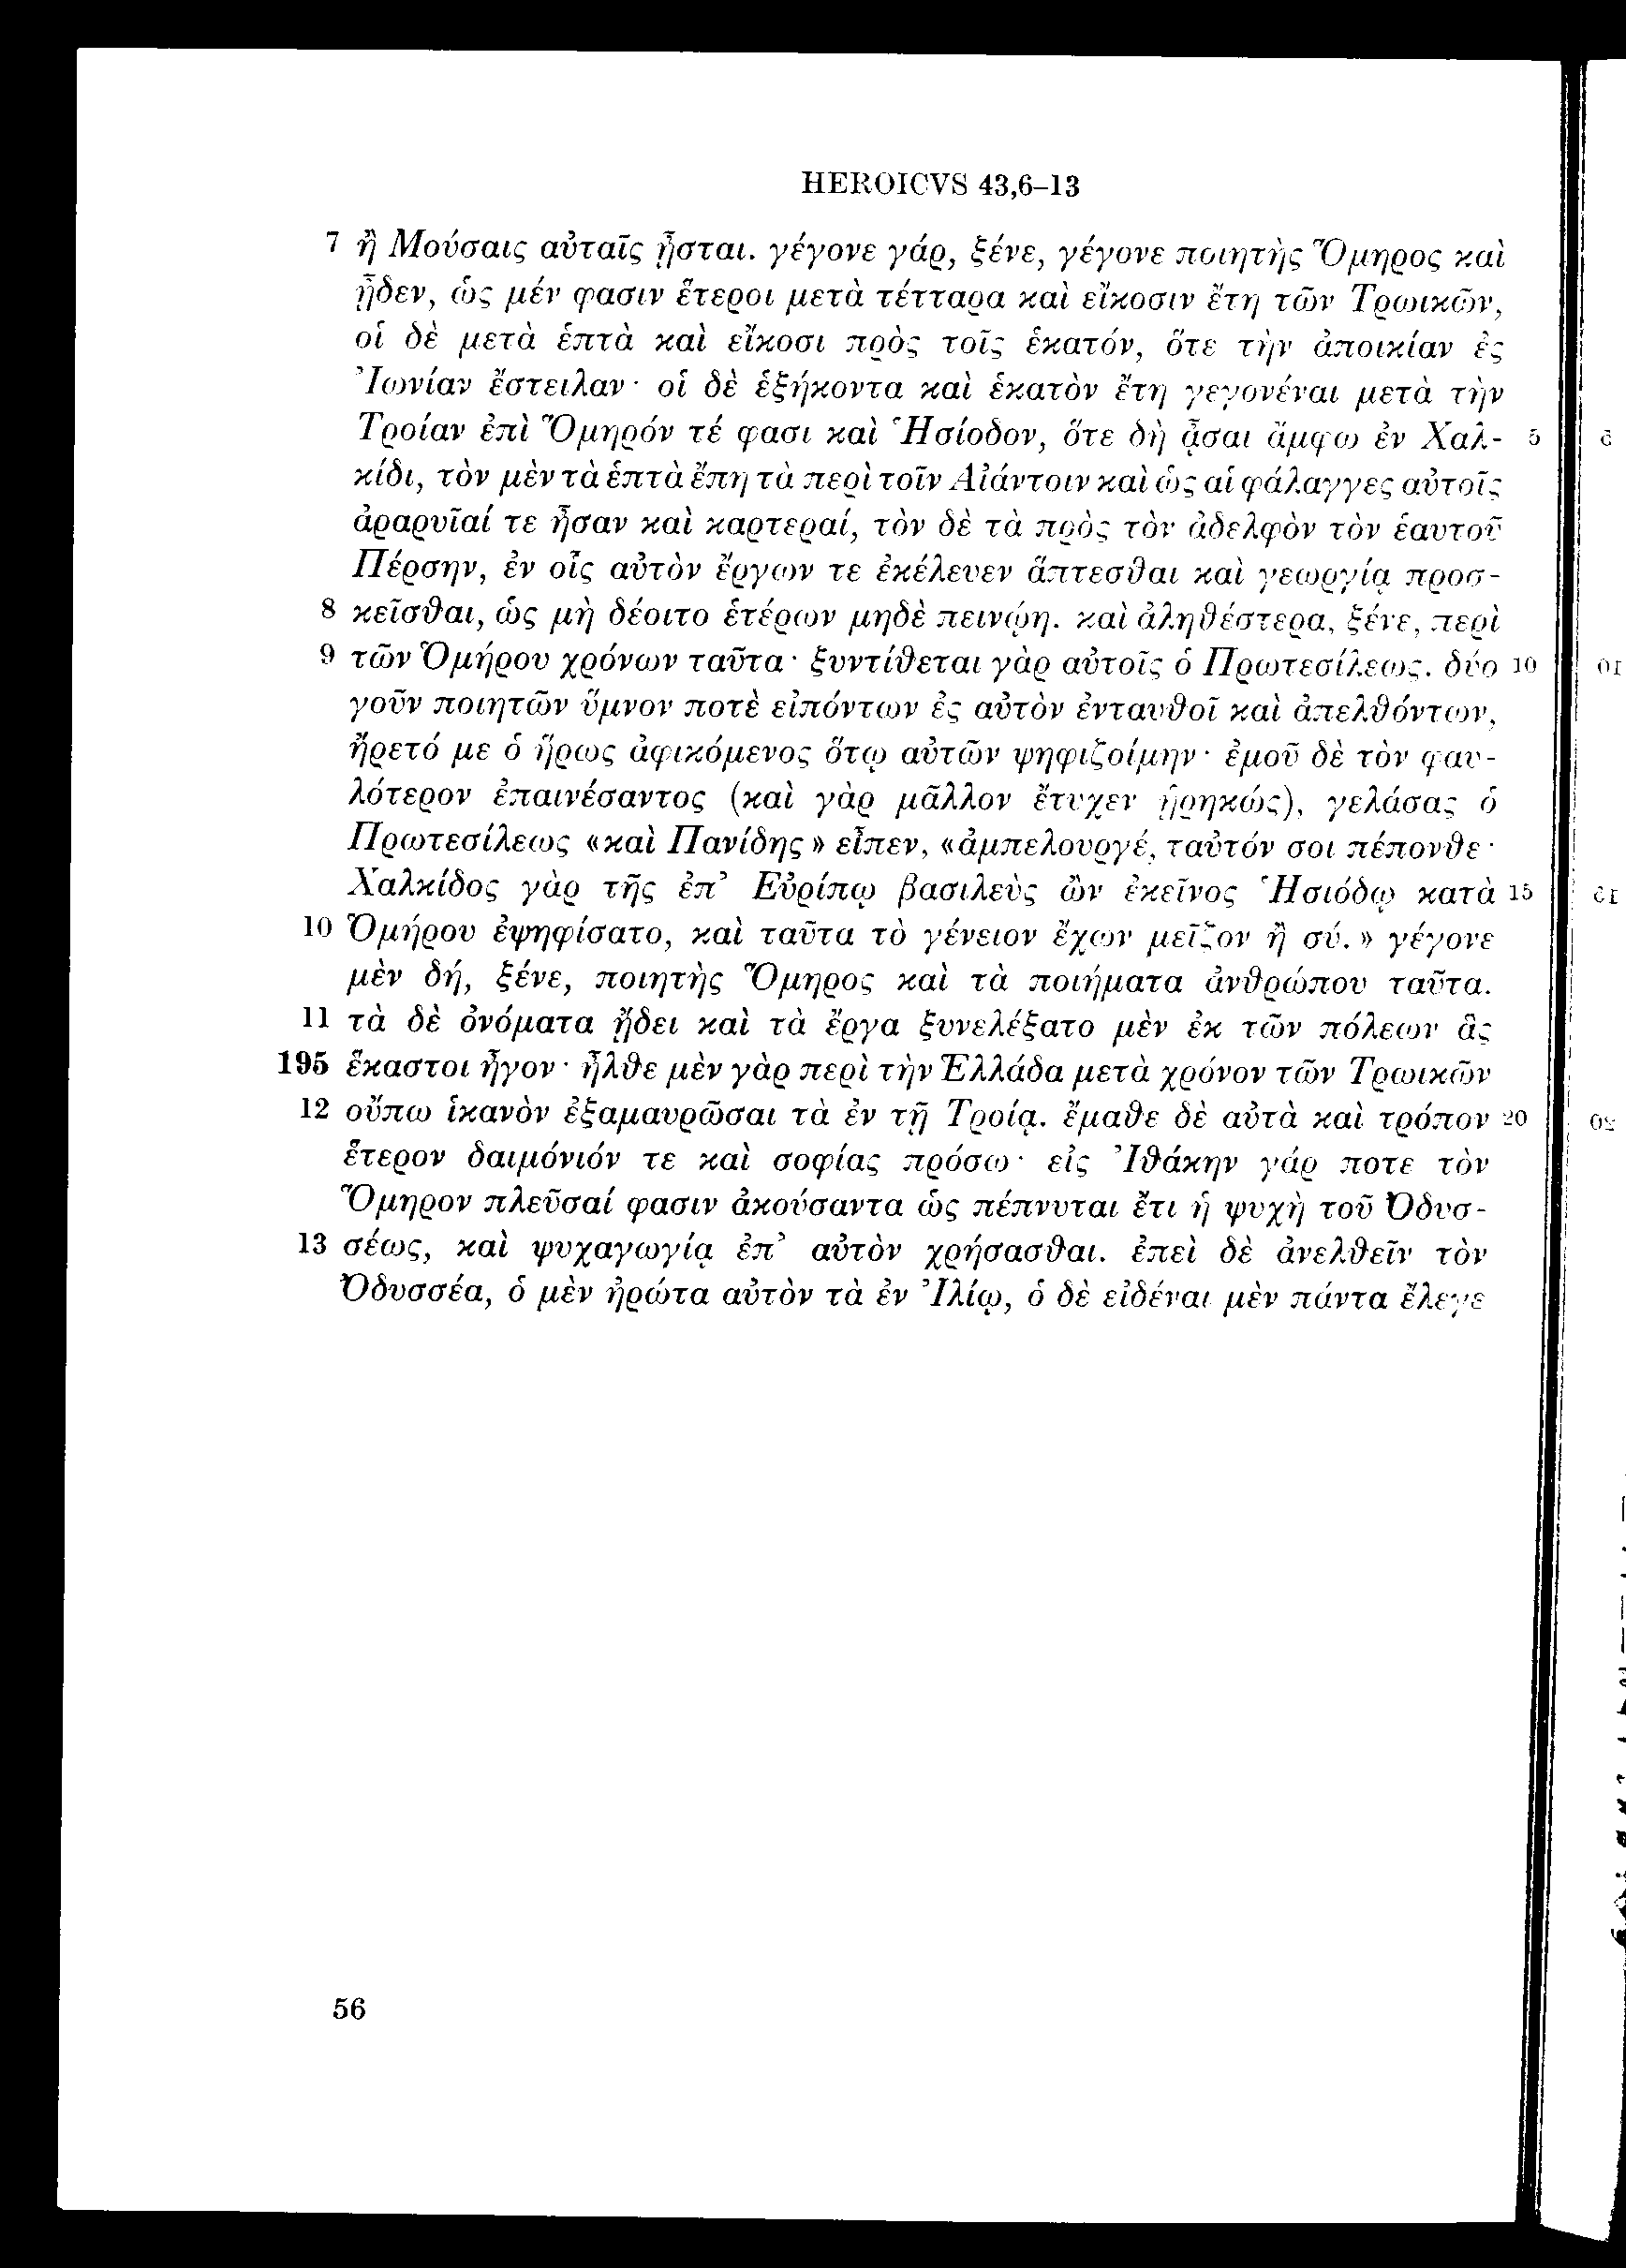 HEROICVS 43,6–13
7 ἢ Μούσαις αὐταῖς ᾖσται. γέγονε γάρ, ξένε, γέγονε ποιητὴς Ὅμηρος καὶ
ᾖδεν, ὡς μέν φασιν ἕτεροι μετὰ τέτταρα καὶ εἴκοσιν ἔτη τῶν Τρωικῶν,
οἱ δὲ μετὰ ἑπτὰ καὶ εἴκοσι πρὸς τοῖς ἑκατόν, ὅτε τὴν ἀποικίαν ἐς
Ἰωνίαν ἔστειλαν· οἱ δὲ ἑξήκοντα καὶ ἑκατὸν ἔτη γεγονέναι μετὰ τὴν
Τροίαν ἐπὶ Ὅμηρόν τέ φασι καὶ Ἡσίοδον, ὅτε δὴ ᾆσαι ἄμφω ἐν Χαλ- 5
κίδι, τὸν μὲν τὰ ἑπτὰ ἔπη τὰ περὶ τοῖν Αἰάντοιν καὶ ὡς αἱ φάλαγγες αὐτοῖς
ἀραρυῖαί τε ἦσαν καὶ καρτεραί, τὸν δὲ τὰ πρὸς τὸν ἀδελφὸν τὸν ἑαυτοῦ
Πέρσην, ἐν οἷς αὐτὸν ἔργων τε ἐκέλευεν ἅπτεσθαι καὶ γεωργίᾳ προσ-
8 κεῖσθαι, ὡς μὴ δέοιτο ἑτέρων μηδὲ πεινῴη. καὶ ἀληθέστερα, ξένε, περὶ
9 τῶν Ὁμήρου χρόνων ταῦτα· ξυντίθεται γὰρ αὐτοῖς ὁ Πρωτεσίλεως. δύο 10
γοῦν ποιητῶν ὕμνον ποτὲ εἰπόντων ἐς αὐτὸν ἐνταυθοῖ καὶ ἀπελθόντων,
ἤρετό με ὁ ἥρως ἀφικόμενος ὅτῳ αὐτῶν ψηφιζοίμην· ἐμοῦ δὲ τὸν φαυ-
λότερον ἐπαινέσαντος (καὶ γὰρ μᾶλλον ἔτυχεν ᾑρηκώς), γελάσας ὁ
Πρωτεσίλεως «καὶ Πανίδης» εἶπεν, «ἀμπελουργέ, ταὐτόν σοι πέπονθε·
Χαλκίδος γὰρ τῆς ἐπ’ Εὐρίπῳ βασιλεὺς ὢν ἐκεῖνος Ἡσιόδῳ κατὰ 15
10 Ὁμήρου ἐψηφίσατο, καὶ ταῦτα τὸ γένειον ἔχων μεῖζον ἢ σύ.» γέγονε
μὲν δή, ξένε, ποιητὴς Ὅμηρος καὶ τὰ ποιήματα ἀνθρώπου ταῦτα.
11 τὰ δὲ ὀνόματα ᾔδει καὶ τὰ ἔργα ξυνελέξατο μὲν ἐκ τῶν πόλεων ἃς
195 ἕκαστοι ἦγον· ἦλθε μὲν γὰρ περὶ τὴν Ἑλλάδα μετὰ χρόνον τῶν Τρωικῶν
12 οὔπω ἱκανὸν ἐξαμαυρῶσαι τὰ ἐν τῇ Τροίᾳ. ἔμαθε δὲ αὐτὰ καὶ τρόπον 20
ἕτερον δαιμόνιόν τε καὶ σοφίας πρόσω· εἰς Ἰθάκην γάρ ποτε τὸν
Ὅμηρον πλεῦσαί φασιν ἀκούσαντα ὡς πέπνυται ἔτι ἡ ψυχὴ τοῦ Ὀδυσ-
13 σέως, καὶ ψυχαγωγίᾳ ἐπ’ αὐτὸν χρήσασθαι. ἐπεὶ δὲ ἀνελθεῖν τὸν
Ὀδυσσέα, ὁ μὲν ἠρώτα αὐτὸν τὰ ἐν Ἰλίῳ, ὁ δὲ εἰδέναι μὲν πάντα ἔλεγε
56